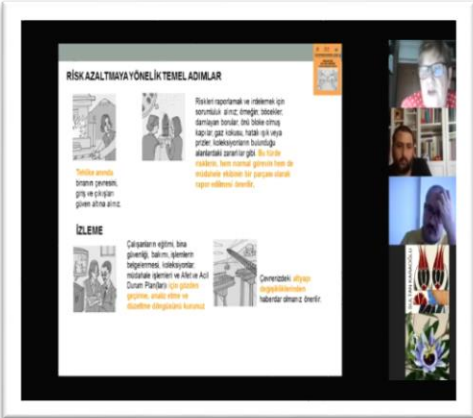 RİSK AZALTMAYA YÖNELİK TEMEL ADIMLAR
Riskleri raporlamak ve irdelemek için
sorumluluk alınız; örneğin, böcekler,
damlayan borular, önü bloke olmuş
kapılar, gaz kokusu, hatalı ışık veya
prizler, koleksiyonların bulunduğu
alanlardaki zararlılar gibi. Bu türde
risklerin, hem normal görevin hem de
müdahale ekibinin bir parçası olarak
rapor edilmesi önerilir.
Tehlike anında
binanın çevresini,
giriş ve çıkışları
güven altına alınız.
İZLEME
Çalışanların eğitimi, bina
güvenliği, bakımı, işlemlerin
belgelenmesi, koleksiyonlar,
müdahale işlemleri ve Afet ve Acil
Durum Plan(ları) için gözden
geçirme, analiz etme ve
düzeltme döngüsünü kurunuz
Çevrenizdeki altyapı
değişikliklerinden
haberdar olmanız önerilir.